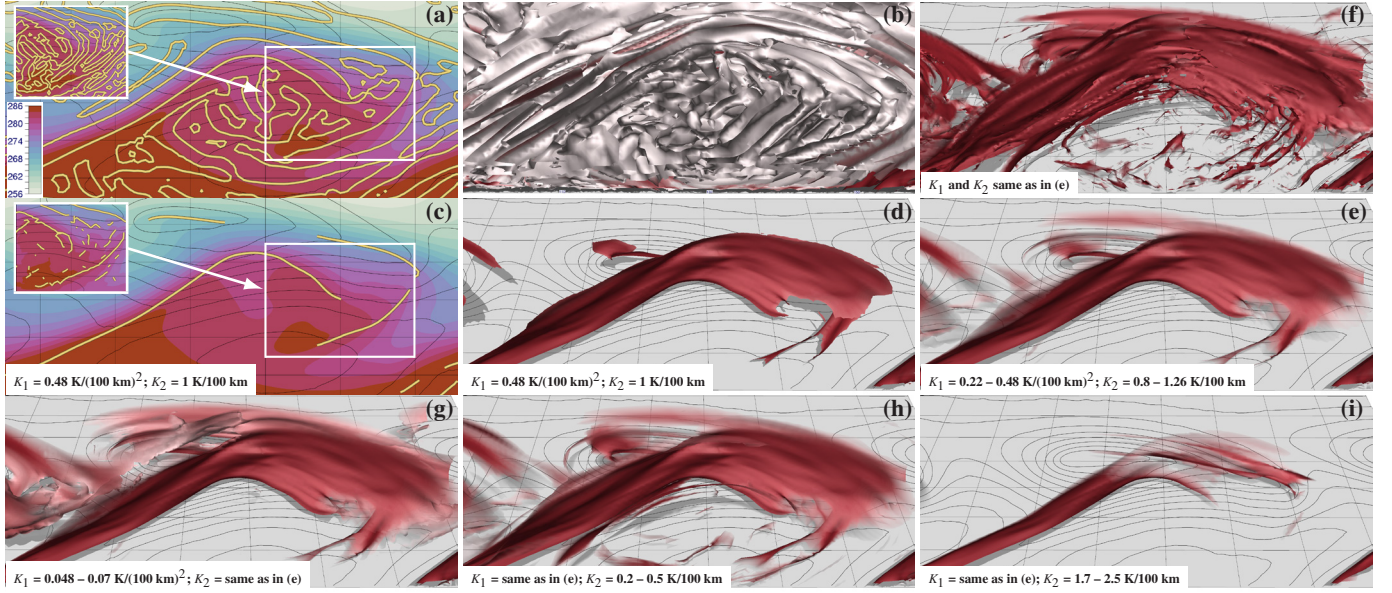 (a)
286
280
274
268
262
256
(b)
(f)
K₁ and K₂ same as in (e)
(c)
K₁ = 0.48 K/(100 km)²; K₂ = 1 K/100 km
(d)
K₁ = 0.48 K/(100 km)²; K₂ = 1 K/100 km
(e)
K₁ = 0.22 – 0.48 K/(100 km)²; K₂ = 0.8 – 1.26 K/100 km
(g)
K₁ = 0.048 – 0.07 K/(100 km)²; K₂ = same as in (e)
(h)
K₁ = same as in (e); K₂ = 0.2 – 0.5 K/100 km
(i)
K₁ = same as in (e); K₂ = 1.7 – 2.5 K/100 km